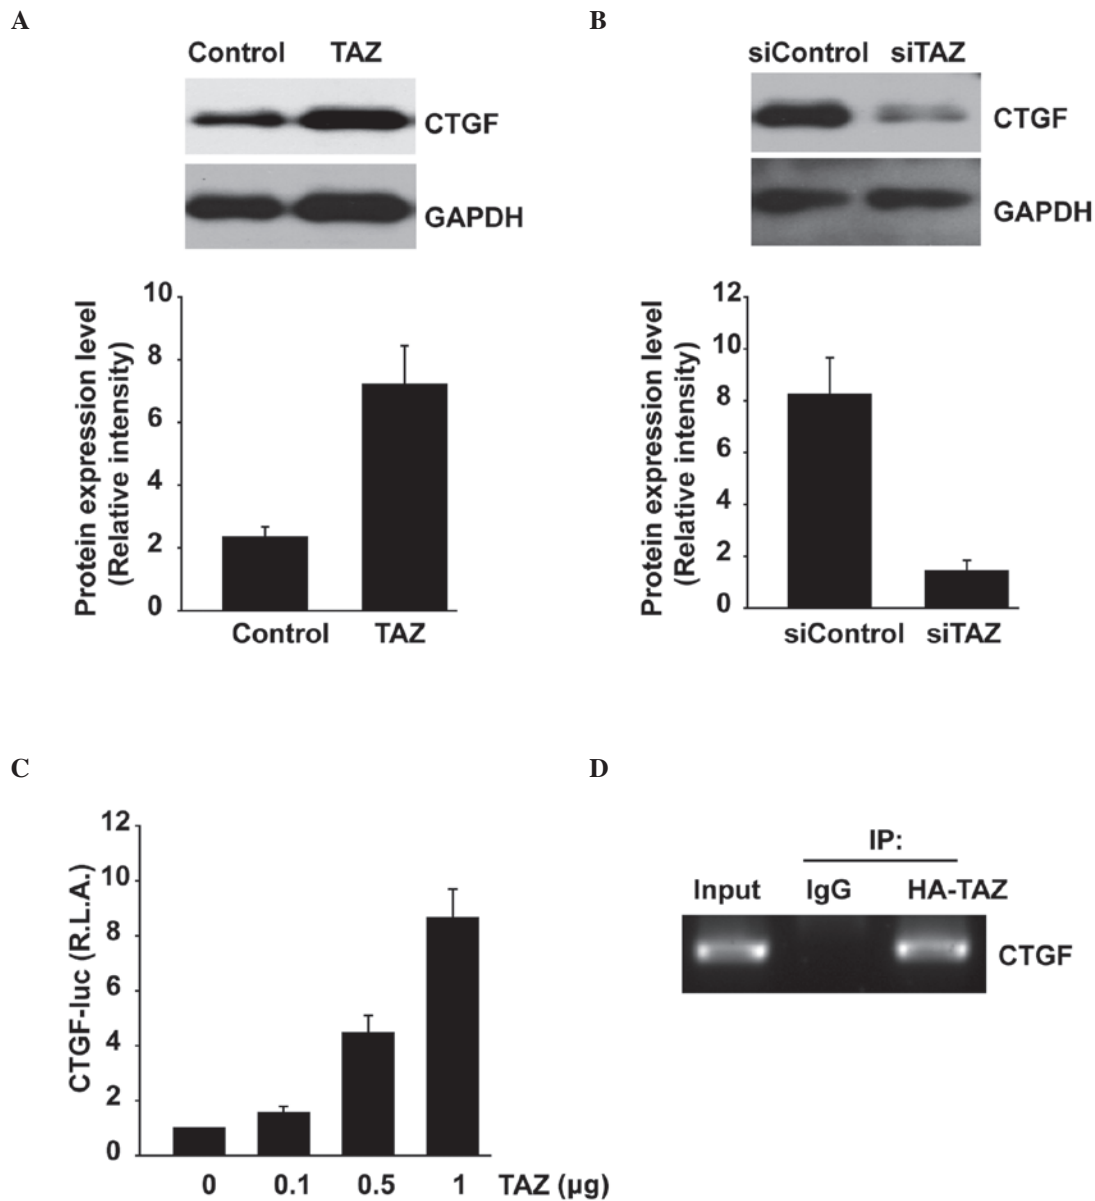 A
Control TAZ
CTGF
GAPDH
Protein expression level
(Relative intensity)
10
8
6
4
2
0
Control TAZ
B
siControl siTAZ
CTGF
GAPDH
Protein expression level
(Relative intensity)
12
10
8
6
4
2
0
siControl siTAZ
C
CTGF-luc (R.L.A.)
12
10
8
6
4
2
0
0 0.1 0.5 1 TAZ (µg)
D
IP:
Input IgG HA-TAZ
CTGF